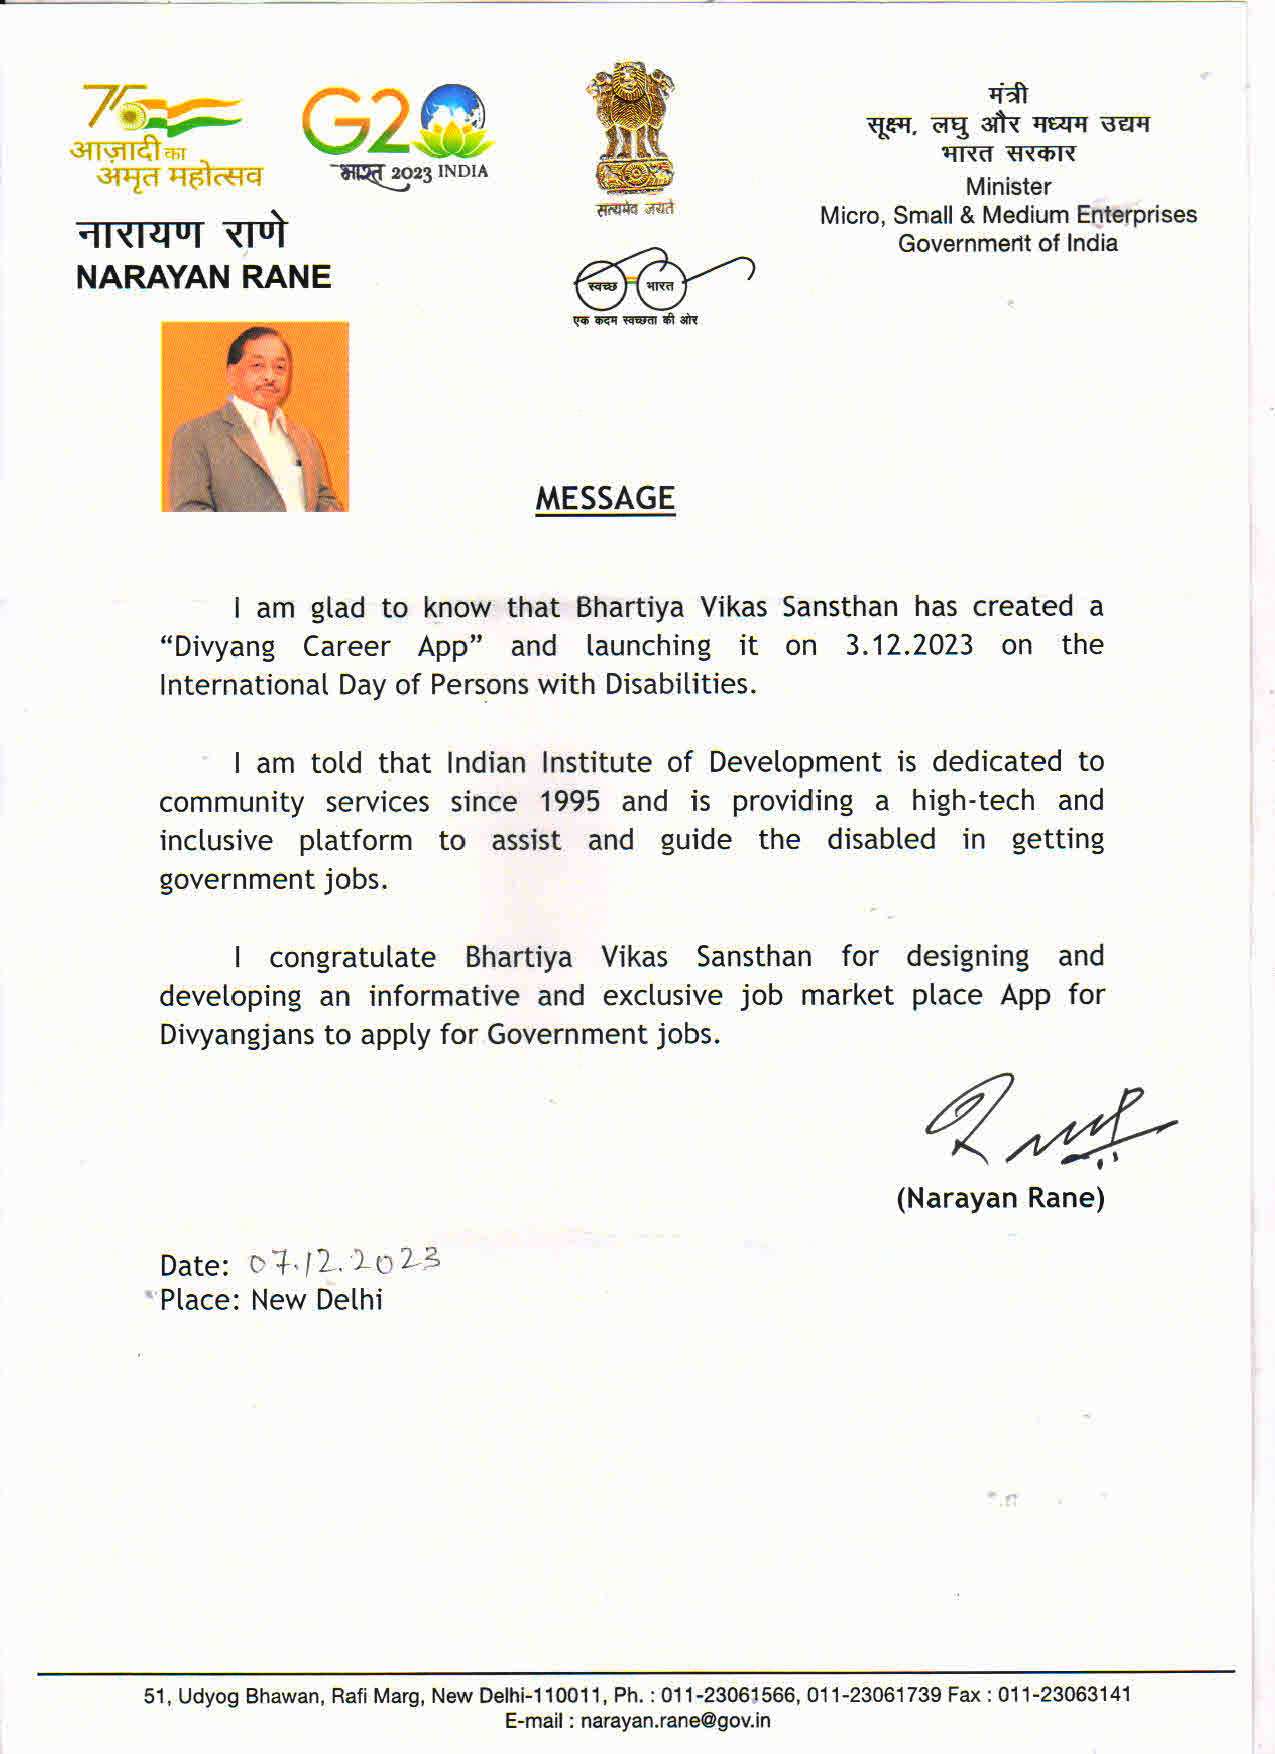 75
आज़ादी का
अमृत महोत्सव
G20
भारत 2023 INDIA
सत्यमेव जयते
मंत्री
सूक्ष्म, लघु और मध्यम उद्यम
भारत सरकार
Minister
Micro, Small & Medium Enterprises
Government of India
नारायण राणे
NARAYAN RANE
स्वच्छ भारत
एक कदम स्वच्छता की ओर
MESSAGE
I am glad to know that Bhartiya Vikas Sansthan has created a
“Divyang Career App” and launching it on 3.12.2023 on the
International Day of Persons with Disabilities.
I am told that Indian Institute of Development is dedicated to
community services since 1995 and is providing a high-tech and
inclusive platform to assist and guide the disabled in getting
government jobs.
I congratulate Bhartiya Vikas Sansthan for designing and
developing an informative and exclusive job market place App for
Divyangjans to apply for Government jobs.
(Narayan Rane)
Date: 07.12.2023
Place: New Delhi
51, Udyog Bhawan, Rafi Marg, New Delhi-110011, Ph. : 011-23061566, 011-23061739 Fax : 011-23063141
E-mail : narayan.rane@gov.in